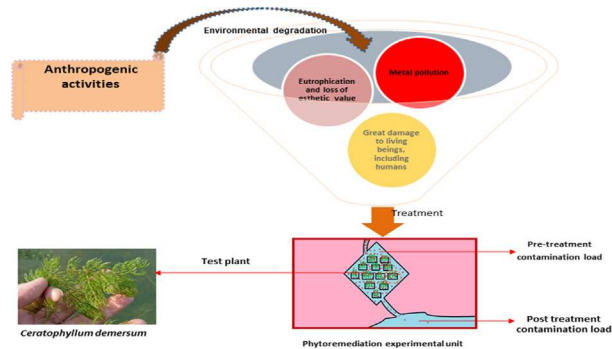 Environmental degradation
Anthropogenic
activities
Metal pollution
Eutrophication
and loss of
esthetic value
Great damage
to living
beings,
including
humans
Treatment
Pre-treatment
contamination load
Test plant
Post treatment
contamination load
Ceratophyllum demersum
Phytoremediation experimental unit